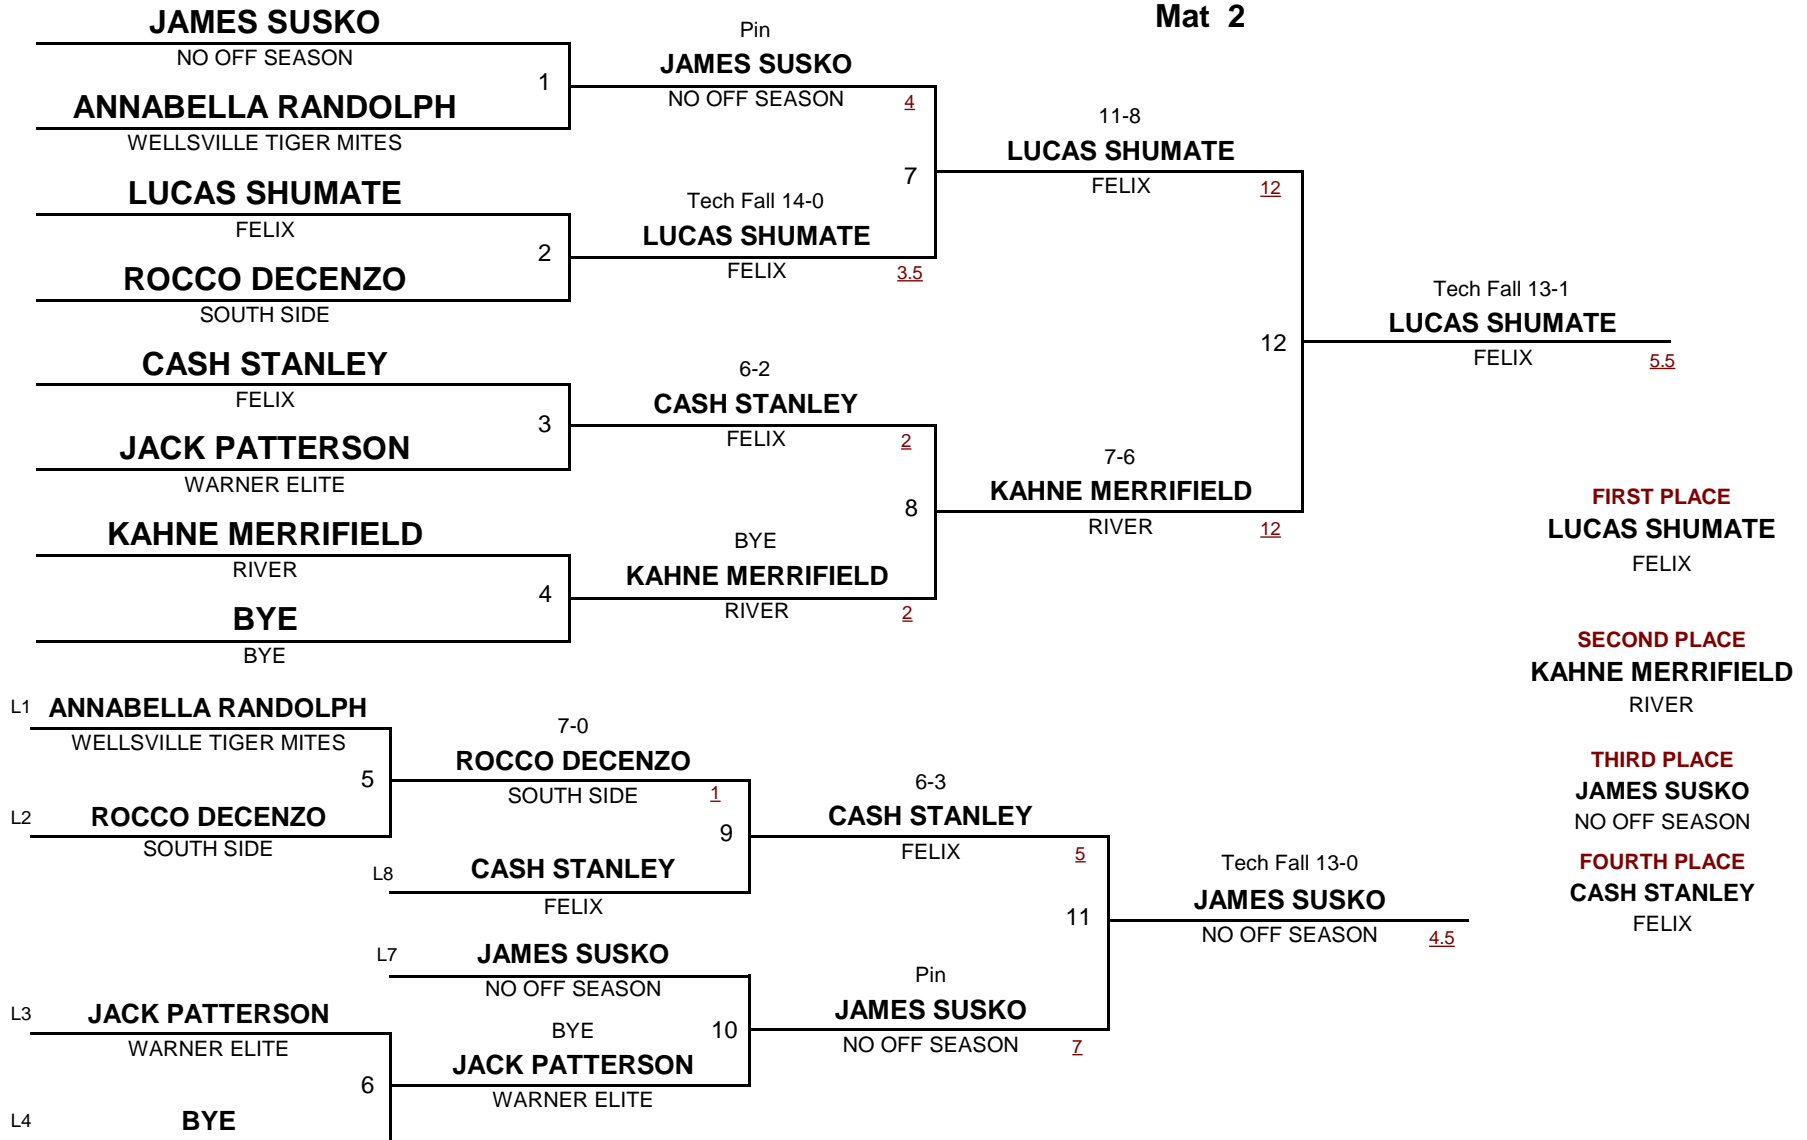 Mat 2
JAMES SUSKO
NO OFF SEASON
1
ANNABELLA RANDOLPH
WELLSVILLE TIGER MITES
LUCAS SHUMATE
FELIX
2
ROCCO DECENZO
SOUTH SIDE
CASH STANLEY
FELIX
3
JACK PATTERSON
WARNER ELITE
KAHNE MERRIFIELD
RIVER
4
BYE
BYE
Pin
JAMES SUSKO
NO OFF SEASON 4
7
Tech Fall 14-0
LUCAS SHUMATE
FELIX 3.5
6-2
CASH STANLEY
FELIX 2
8
BYE
KAHNE MERRIFIELD
RIVER 2
11-8
LUCAS SHUMATE
FELIX 12
12
7-6
KAHNE MERRIFIELD
RIVER 12
Tech Fall 13-1
LUCAS SHUMATE
FELIX 5.5
FIRST PLACE
LUCAS SHUMATE
FELIX
SECOND PLACE
KAHNE MERRIFIELD
RIVER
THIRD PLACE
JAMES SUSKO
NO OFF SEASON
FOURTH PLACE
CASH STANLEY
FELIX
L1 ANNABELLA RANDOLPH
WELLSVILLE TIGER MITES
5
L2 ROCCO DECENZO
SOUTH SIDE
7-0
ROCCO DECENZO
SOUTH SIDE 1
9
L8 CASH STANLEY
FELIX
L7 JAMES SUSKO
NO OFF SEASON
10
BYE
JACK PATTERSON
WARNER ELITE
L3 JACK PATTERSON
WARNER ELITE
6
L4 BYE
6-3
CASH STANLEY
FELIX 5
11
Pin
JAMES SUSKO
NO OFF SEASON 7
Tech Fall 13-0
JAMES SUSKO
NO OFF SEASON 4.5